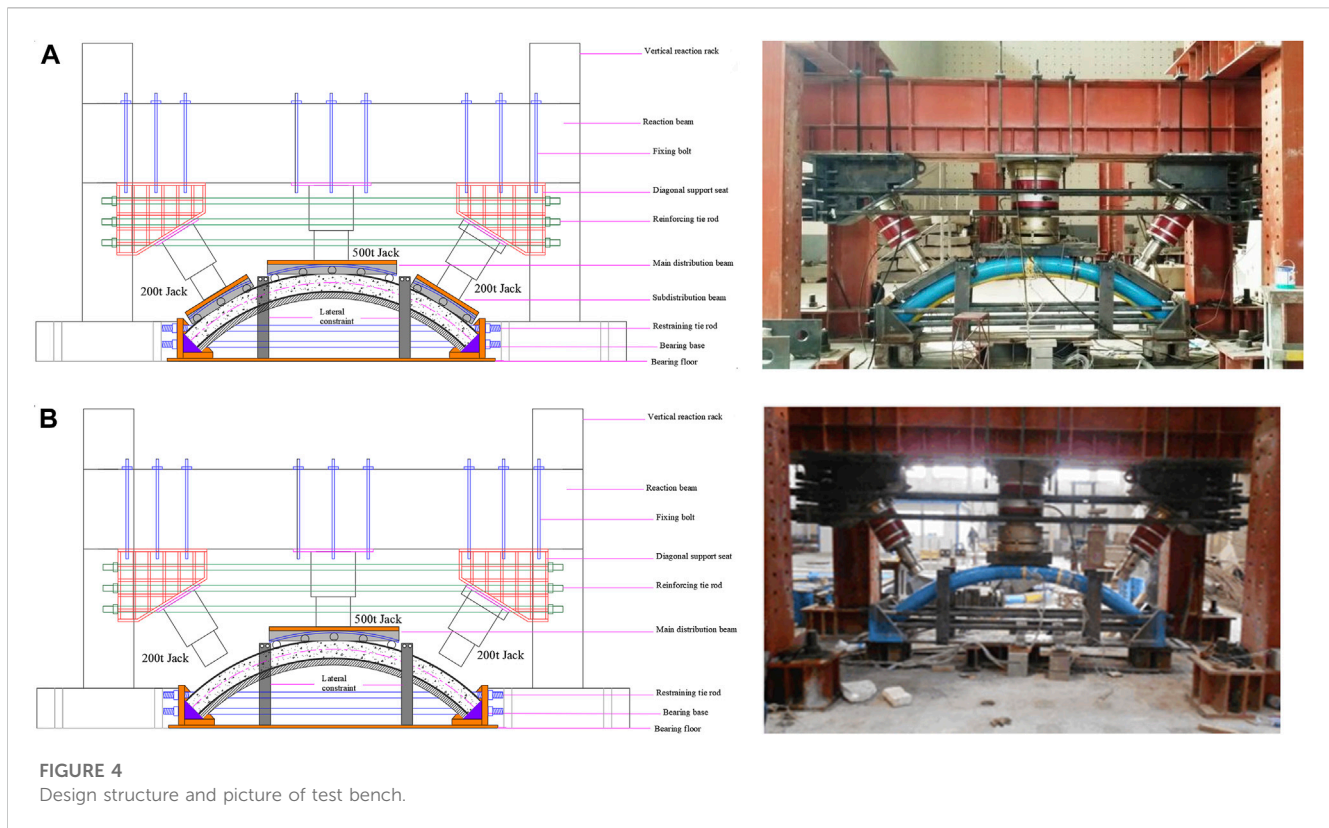 A
Vertical reaction rack
Reaction beam
Fixing bolt
Diagonal support seat
Reinforcing tie rod
500t Jack
Main distribution beam
200t Jack
200t Jack
Subdistribution beam
Lateral
constraint
Restraining tie rod
Bearing base
Bearing floor
B
Vertical reaction rack
Reaction beam
Fixing bolt
Diagonal support seat
Reinforcing tie rod
500t Jack
Main distribution beam
200t Jack
200t Jack
Lateral
constraint
Restraining tie rod
Bearing base
Bearing floor
FIGURE 4
Design structure and picture of test bench.